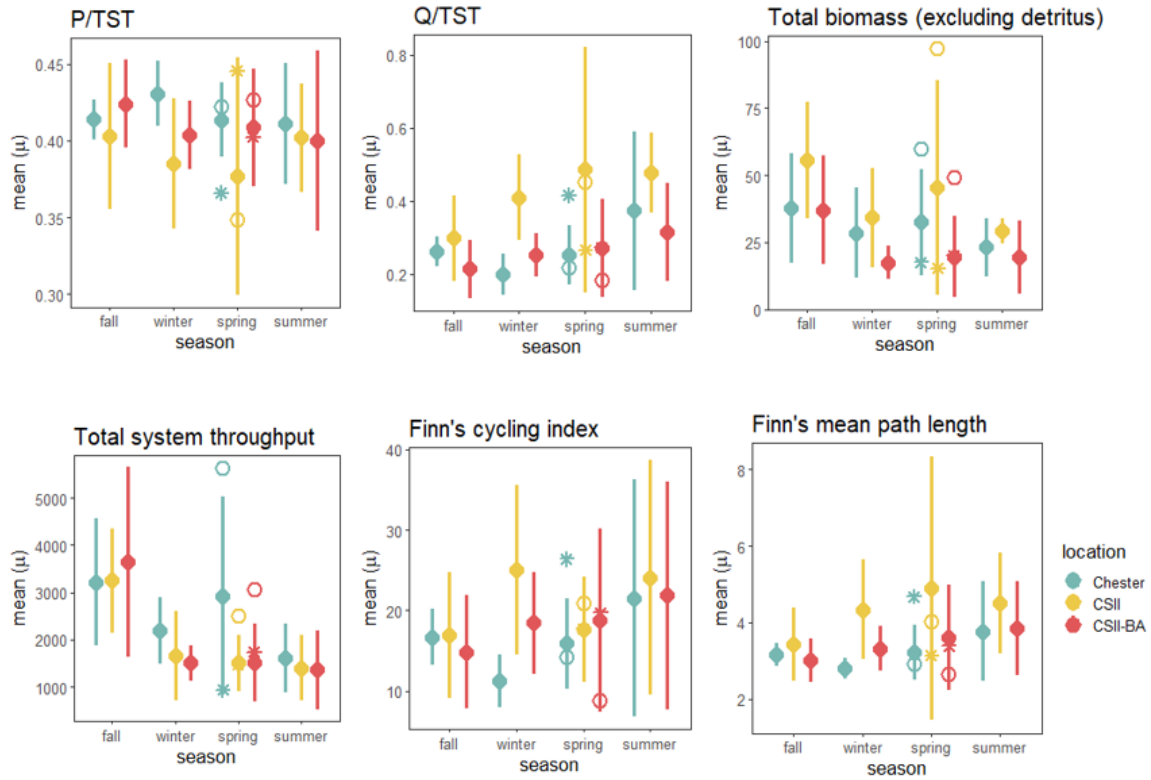 P/TST
mean (μ)
0.45
0.40
0.35
0.30
fall winter spring summer
season
Q/TST
mean (μ)
0.8
0.6
0.4
0.2
fall winter spring summer
season
Total biomass (excluding detritus)
mean (μ)
100
75
50
25
0
fall winter spring summer
season
Total system throughput
mean (μ)
5000
4000
3000
2000
1000
fall winter spring summer
season
Finn's cycling index
mean (μ)
40
30
20
10
fall winter spring summer
season
Finn's mean path length
mean (μ)
8
6
4
2
fall winter spring summer
season
location
Chester
CSII
CSII-BA